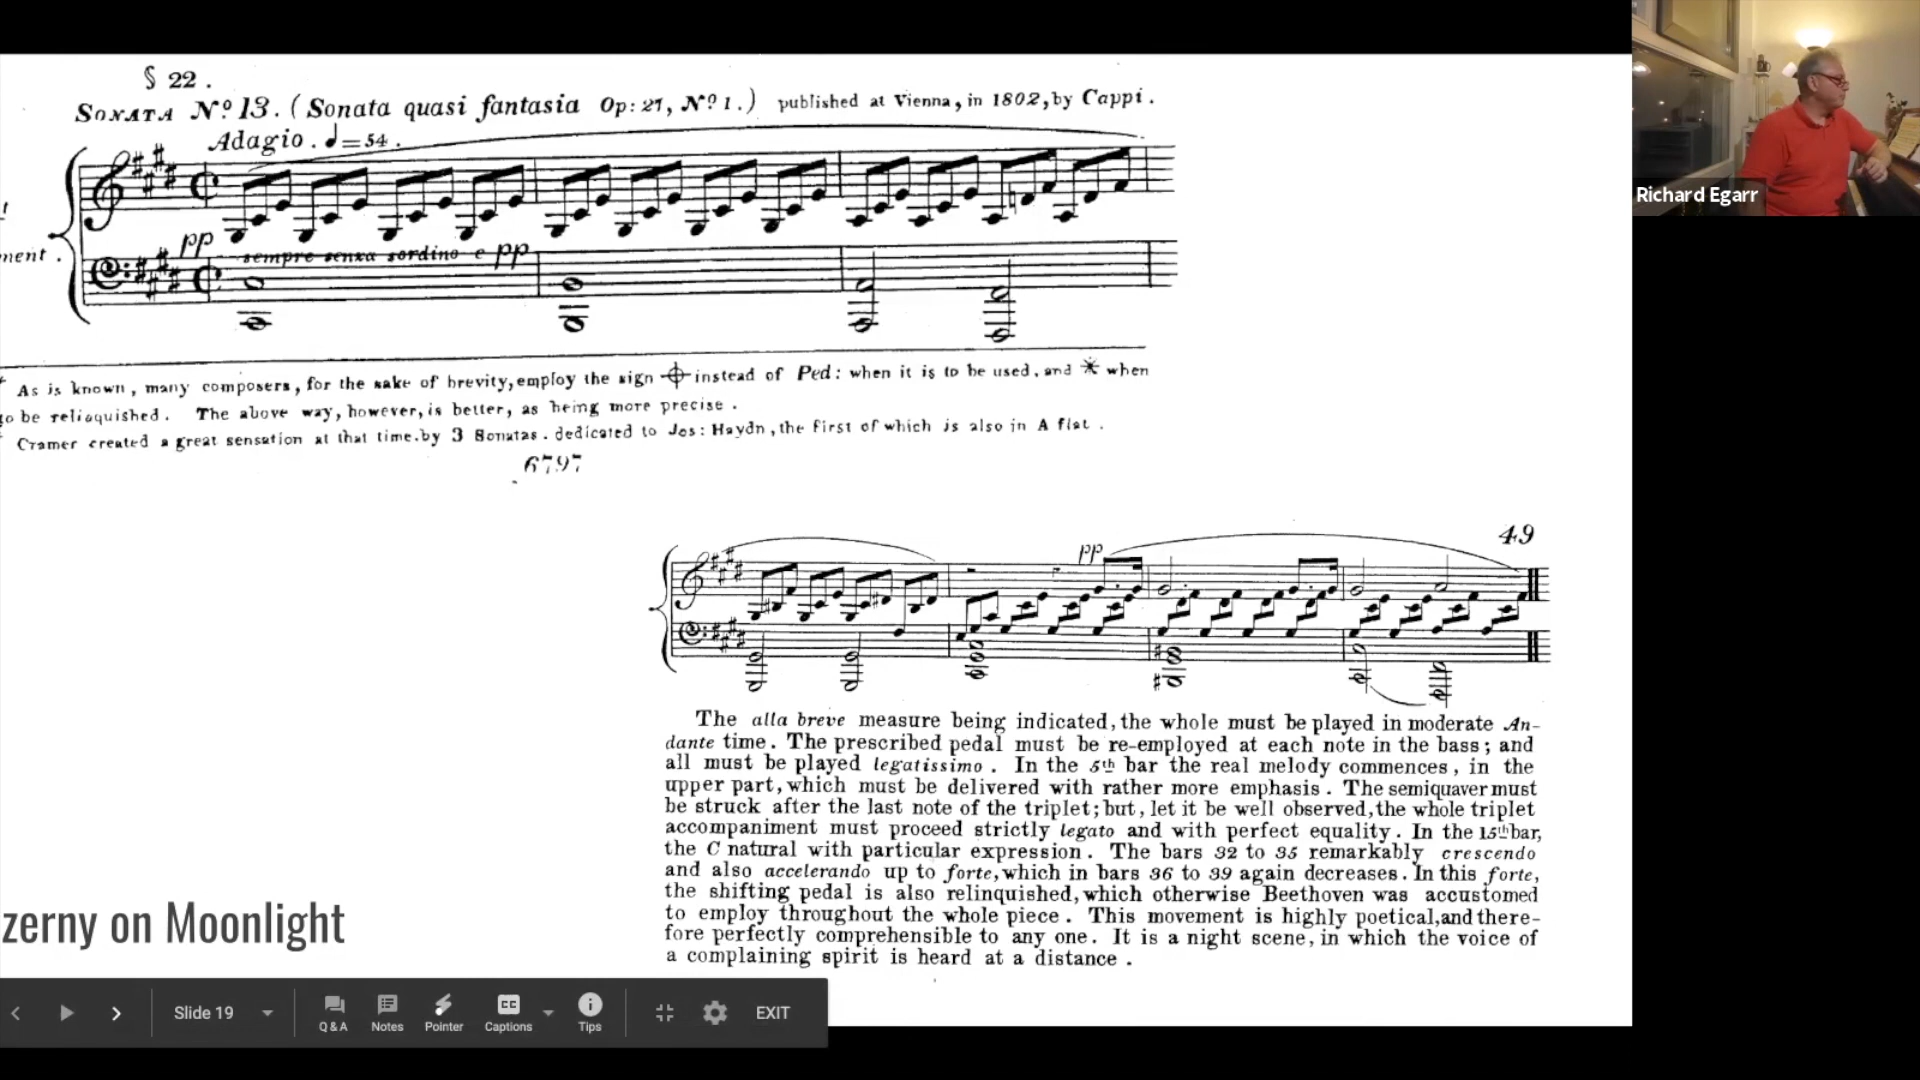 § 22.
SONATA Nº 13. (Sonata quasi fantasia Op: 27, Nº 1.) published at Vienna, in 1802, by Cappi.
Adagio. ♩=54.
pp
ment.
sempre senza sordino e pp
As is known, many composers, for the sake of brevity, employ the sign ⌖ instead of Ped: when it is to be used, and * when
to be relinquished. The above way, however, is better, as being more precise.
Cramer created a great sensation at that time, by 3 Sonatas, dedicated to Jos: Haydn, the first of which is also in A flat.
6797
49
pp
The alla breve measure being indicated, the whole must be played in moderate An-
dante time. The prescribed pedal must be re-employed at each note in the bass; and
all must be played legatissimo. In the 5th bar the real melody commences, in the
upper part, which must be delivered with rather more emphasis. The semiquaver must
be struck after the last note of the triplet; but, let it be well observed, the whole triplet
accompaniment must proceed strictly legato and with perfect equality. In the 15th bar,
the C natural with particular expression. The bars 32 to 35 remarkably crescendo
and also accelerando up to forte, which in bars 36 to 39 again decreases. In this forte,
the shifting pedal is also relinquished, which otherwise Beethoven was accustomed
to employ throughout the whole piece. This movement is highly poetical, and there-
fore perfectly comprehensible to any one. It is a night scene, in which the voice of
a complaining spirit is heard at a distance.
zerny on Moonlight
Slide 19
Q & A
Notes
Pointer
CC
Captions
Tips
EXIT
Richard Egarr